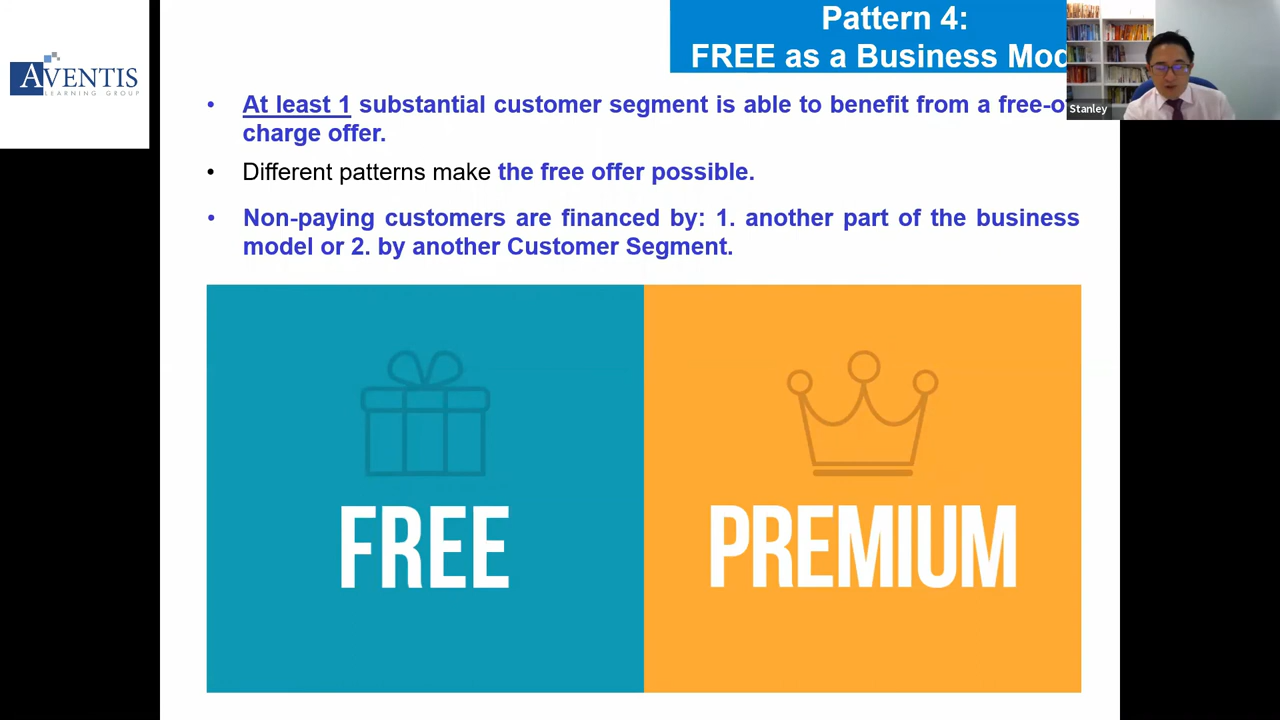 AVENTIS
LEARNING GROUP
Pattern 4:
FREE as a Business Mod
Stanley
• At least 1 substantial customer segment is able to benefit from a free-o
charge offer.
• Different patterns make the free offer possible.
• Non-paying customers are financed by: 1. another part of the business
model or 2. by another Customer Segment.
FREE
PREMIUM